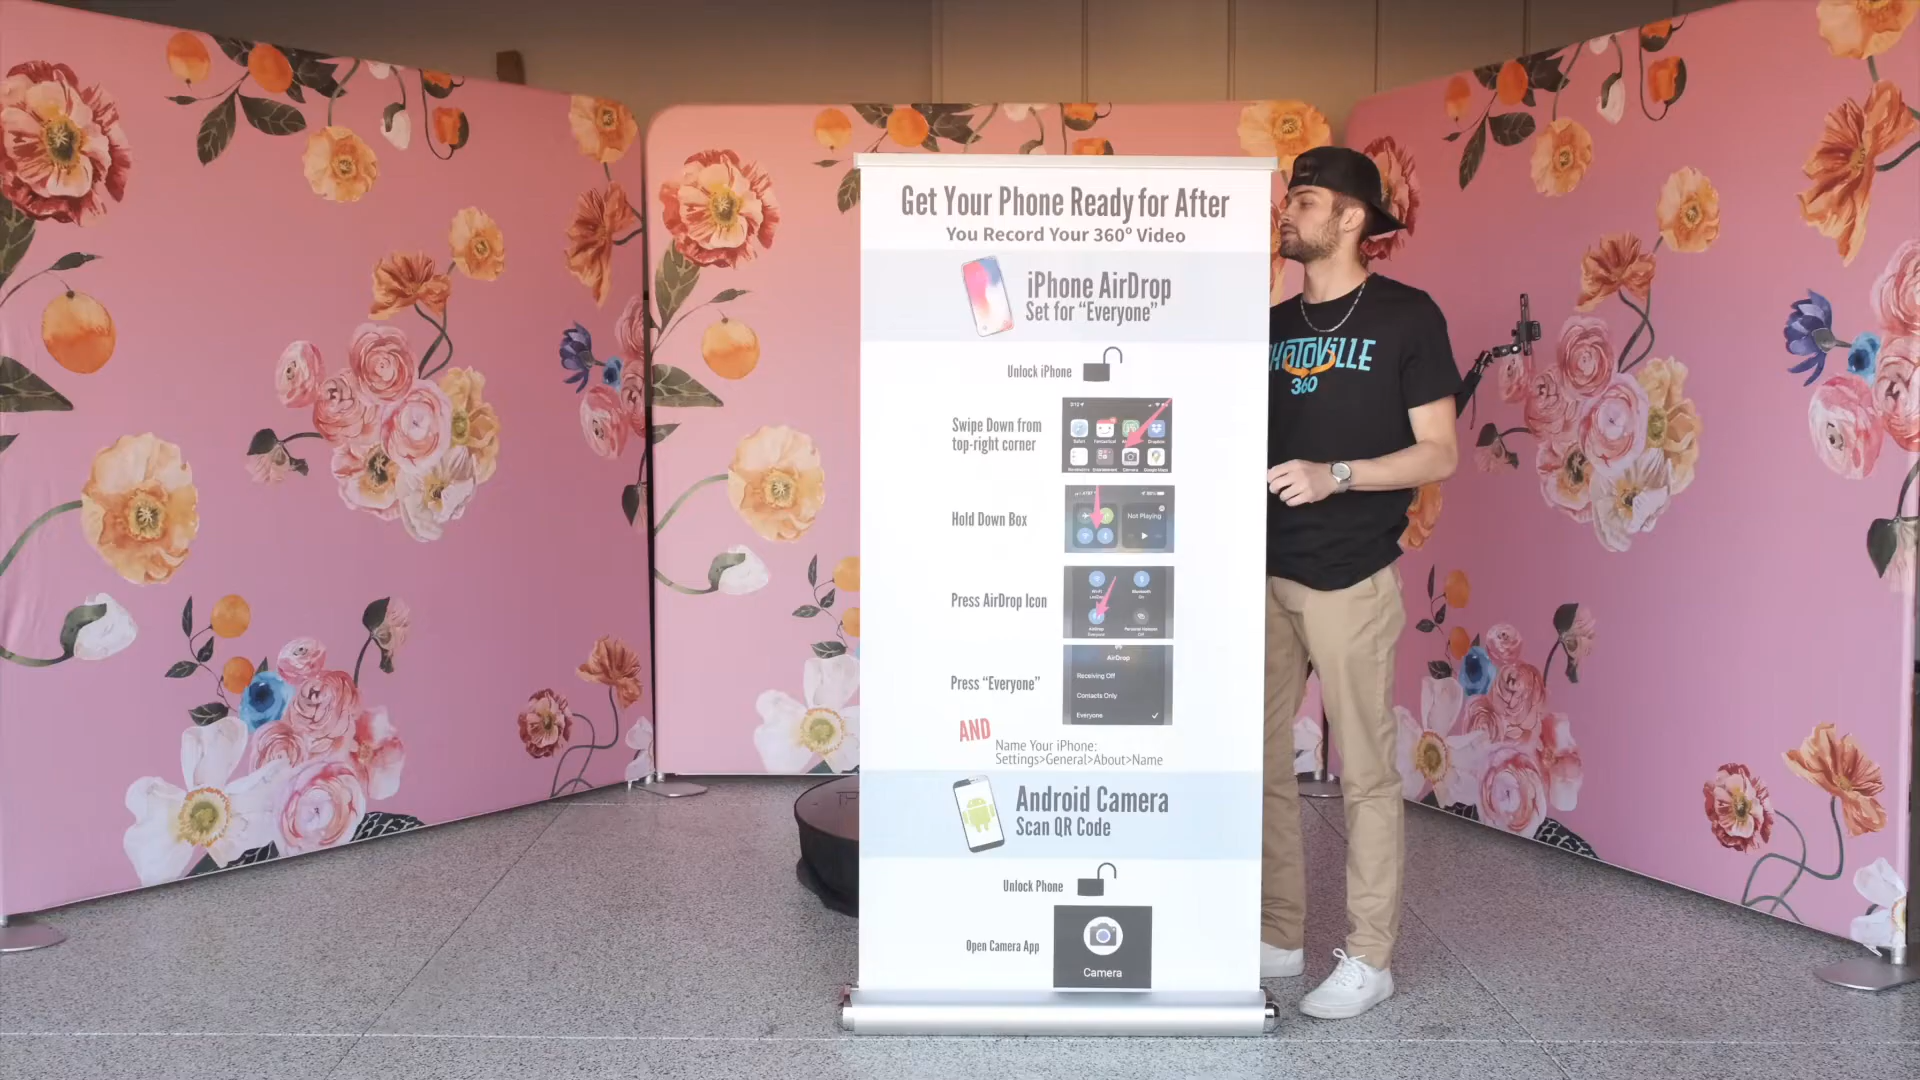 Get Your Phone Ready for After
You Record Your 360º Video
iPhone AirDrop
Set for “Everyone”
Unlock iPhone
Swipe Down from
top-right corner
Hold Down Box
Not Playing
Press AirDrop Icon
Press “Everyone”
AirDrop
Receiving Off
Contacts Only
Everyone
AND
Name Your iPhone:
Settings>General>About>Name
Android Camera
Scan QR Code
Unlock Phone
Open Camera App
Camera
HOTOVILLE
360